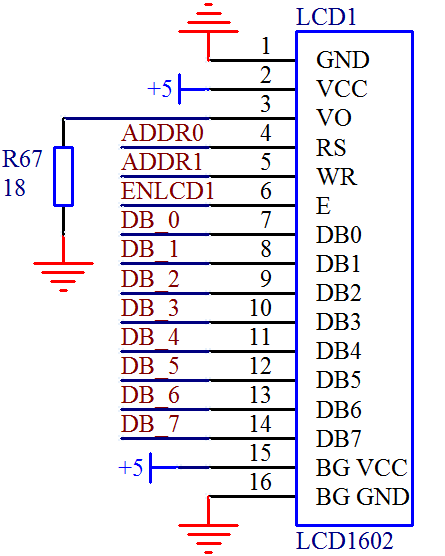 LCD1
1 GND
+5 2 VCC
3 VO
ADDR0 4 RS
R67
18
ADDR1 5 WR
ENLCD1 6 E
DB_0 7 DB0
DB_1 8 DB1
DB_2 9 DB2
DB_3 10 DB3
DB_4 11 DB4
DB_5 12 DB5
DB_6 13 DB6
DB_7 14 DB7
+5 15 BG VCC
16 BG GND
LCD1602